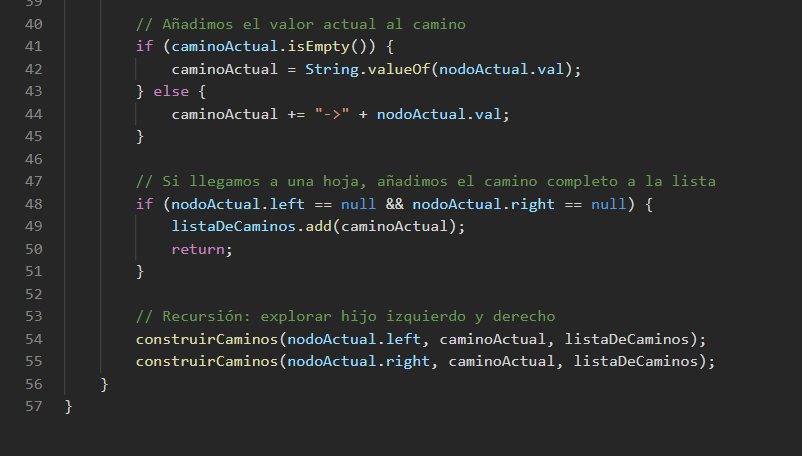 39
40 // Añadimos el valor actual al camino
41 if (caminoActual.isEmpty()) {
42 caminoActual = String.valueOf(nodoActual.val);
43 } else {
44 caminoActual += "->" + nodoActual.val;
45 }
46
47 // Si llegamos a una hoja, añadimos el camino completo a la lista
48 if (nodoActual.left == null && nodoActual.right == null) {
49 listaDeCaminos.add(caminoActual);
50 return;
51 }
52
53 // Recursión: explorar hijo izquierdo y derecho
54 construirCaminos(nodoActual.left, caminoActual, listaDeCaminos);
55 construirCaminos(nodoActual.right, caminoActual, listaDeCaminos);
56 }
57 }